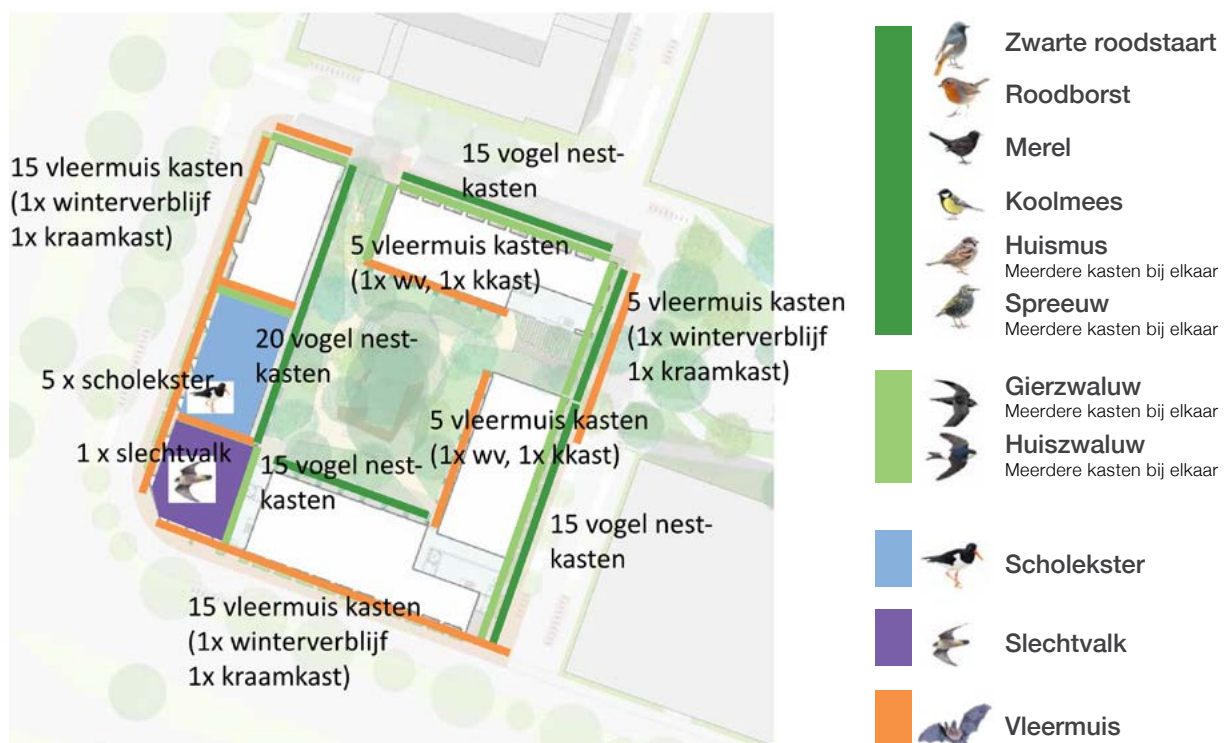 15 vleermuis kasten
(1x winterverblijf
1x kraamkast)
15 vogel nest-
kasten
5 vleermuis kasten
(1x wv, 1x kkast)
5 vleermuis kasten
(1x winterverblijf
1x kraamkast)
20 vogel nest-
kasten
5 x scholekster
5 vleermuis kasten
(1x wv, 1x kkast)
1 x slechtvalk
15 vogel nest-
kasten
15 vogel nest-
kasten
15 vleermuis kasten
(1x winterverblijf
1x kraamkast)
Zwarte roodstaart
Roodborst
Merel
Koolmees
Huismus
Meerdere kasten bij elkaar
Spreeuw
Meerdere kasten bij elkaar
Gierzwaluw
Meerdere kasten bij elkaar
Huiszwaluw
Meerdere kasten bij elkaar
Scholekster
Slechtvalk
Vleermuis